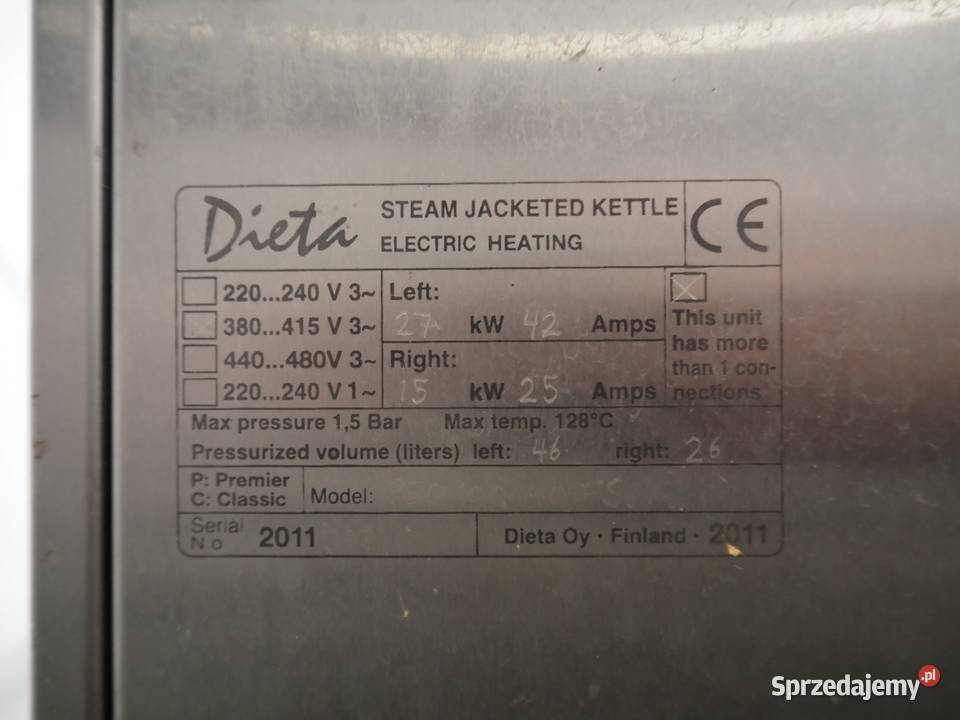 Dieta STEAM JACKETED KETTLE
ELECTRIC HEATING CE
220...240 V 3~ Left:
380...415 V 3~ 27 kW 42 Amps
440...480V 3~ Right:
220...240 V 1~ 15 kW 25 Amps
This unit
has more
than 1 con-
nections
Max pressure 1,5 Bar Max temp. 128°C
Pressurized volume (liters) left: 46 right: 26
P: Premier
C: Classic Model:
Serial
No 2011 Dieta Oy · Finland · 2011
Sprzedajemy.pl